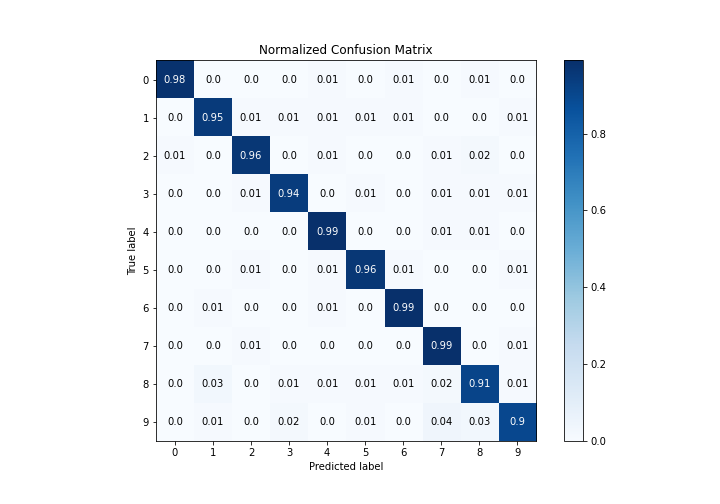 Normalized Confusion Matrix
0 0.98 0.0 0.0 0.0 0.01 0.0 0.01 0.0 0.01 0.0
1 0.0 0.95 0.01 0.01 0.01 0.01 0.01 0.0 0.0 0.01
0.8
2 0.01 0.0 0.96 0.0 0.01 0.0 0.0 0.01 0.02 0.0
3 0.0 0.0 0.01 0.94 0.0 0.01 0.0 0.01 0.01 0.01
0.6
4 0.0 0.0 0.0 0.0 0.99 0.0 0.0 0.01 0.01 0.0
True label
5 0.0 0.0 0.01 0.0 0.01 0.96 0.01 0.0 0.0 0.01
0.4
6 0.0 0.01 0.0 0.0 0.01 0.0 0.99 0.0 0.0 0.0
7 0.0 0.0 0.01 0.0 0.0 0.0 0.0 0.99 0.0 0.01
0.2
8 0.0 0.03 0.0 0.01 0.01 0.01 0.01 0.02 0.91 0.01
9 0.0 0.01 0.0 0.02 0.0 0.01 0.0 0.04 0.03 0.9
0.0
0 1 2 3 4 5 6 7 8 9
Predicted label